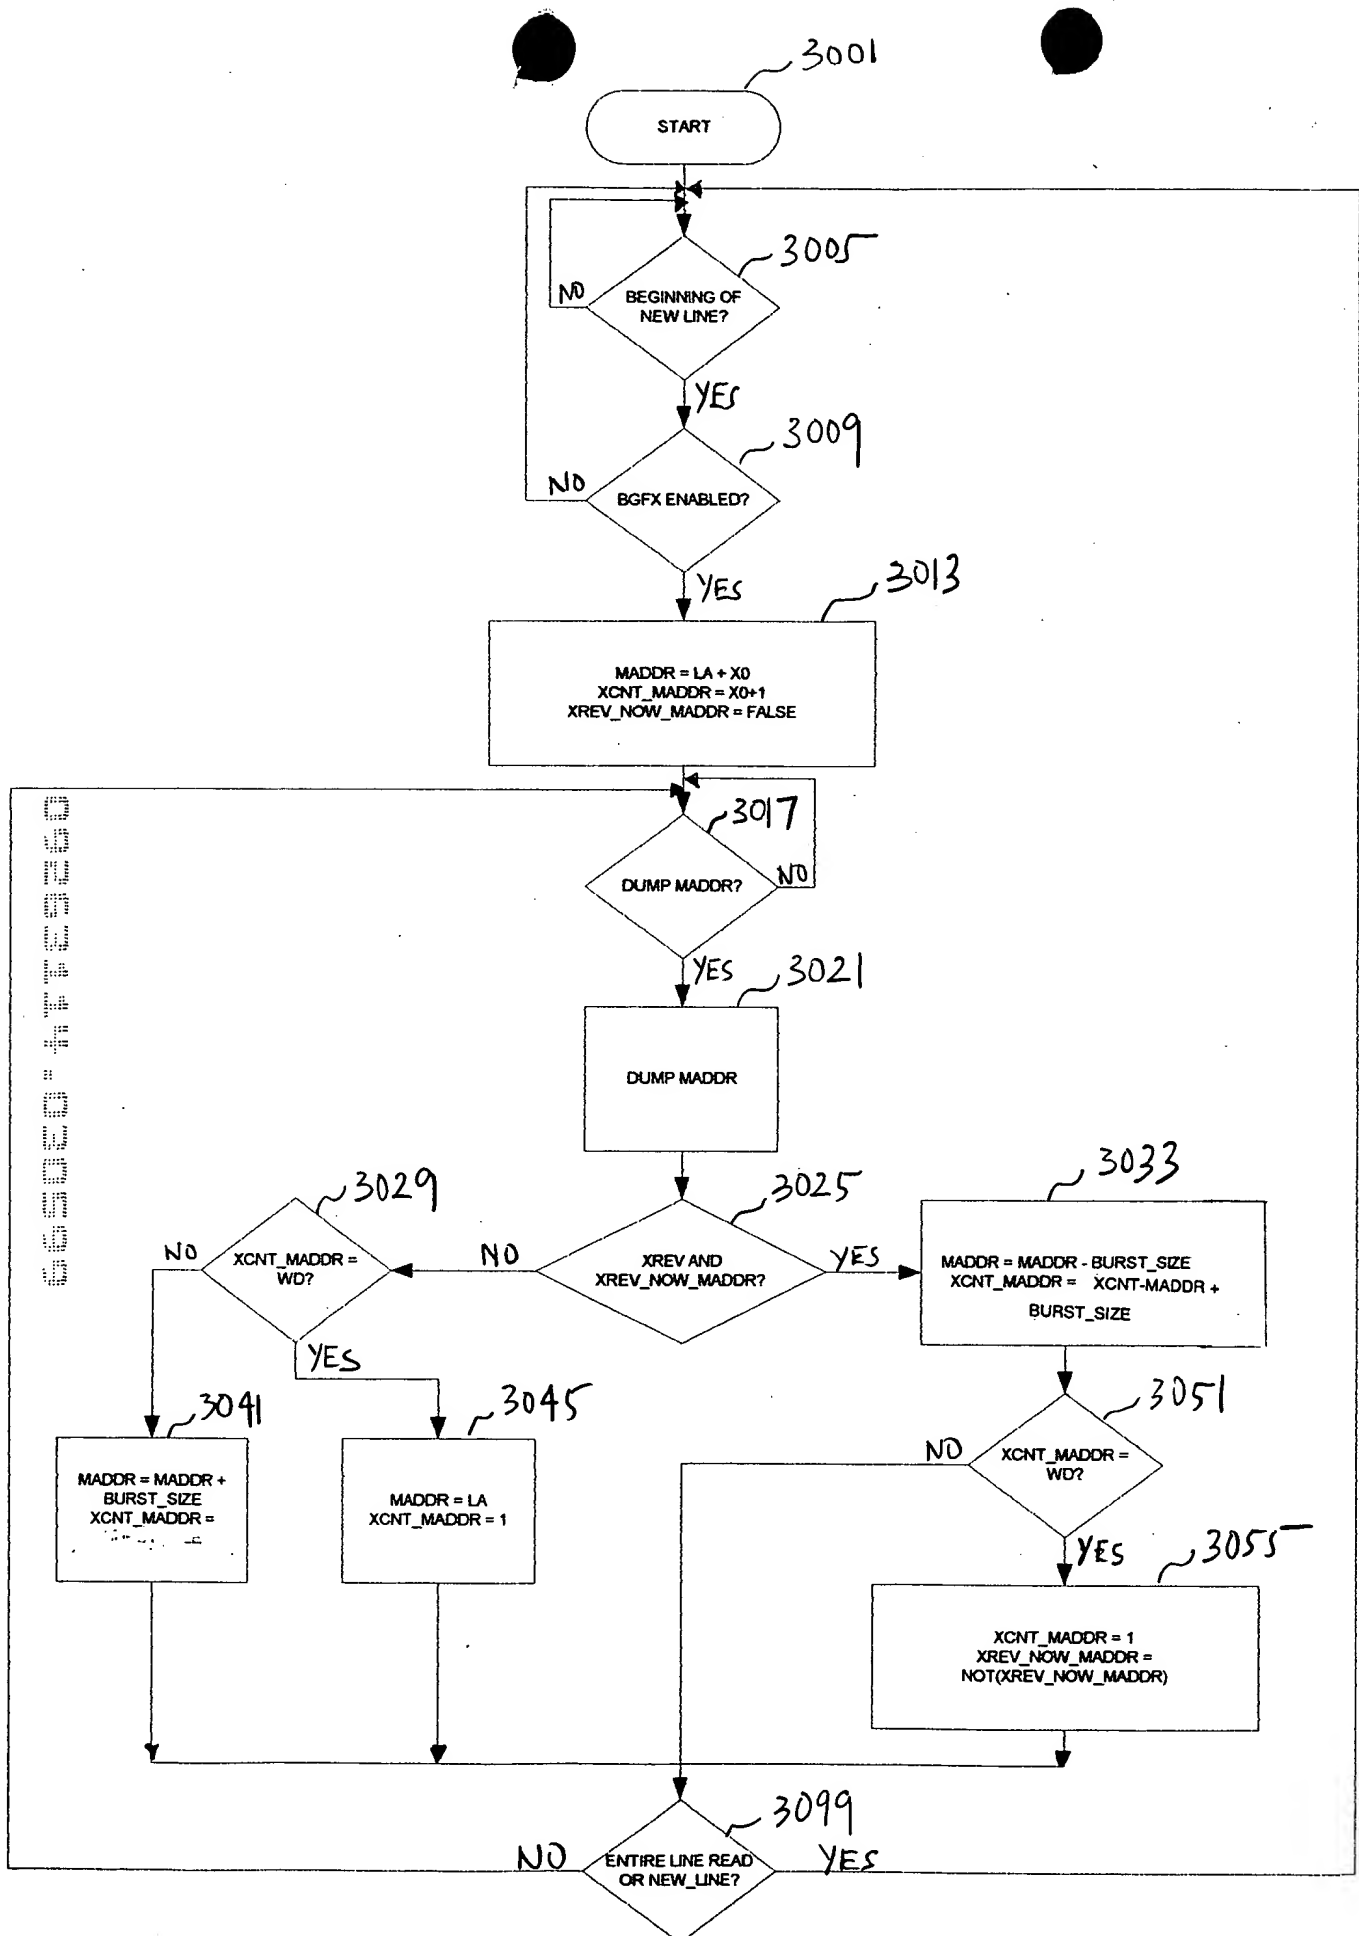 3001
START
3005
NO
BEGINNING OF
NEW LINE?
YES
3009
NO
BGFX ENABLED?
YES
3013
MADDR = LA + X0
XCNT_MADDR = X0+1
XREV_NOW_MADDR = FALSE
3017
DUMP MADDR?
NO
YES
3021
DUMP MADDR
3029
3025
3033
NO
XCNT_MADDR =
WD?
NO
XREV AND
XREV_NOW_MADDR?
YES
MADDR = MADDR - BURST_SIZE
XCNT_MADDR = XCNT-MADDR +
BURST_SIZE
YES
3041
3045
3051
MADDR = MADDR +
BURST_SIZE
XCNT_MADDR =
MADDR = LA
XCNT_MADDR = 1
NO
XCNT_MADDR =
WD?
YES
3055
XCNT_MADDR = 1
XREV_NOW_MADDR =
NOT(XREV_NOW_MADDR)
3099
NO
ENTIRE LINE READ
OR NEW_LINE?
YES